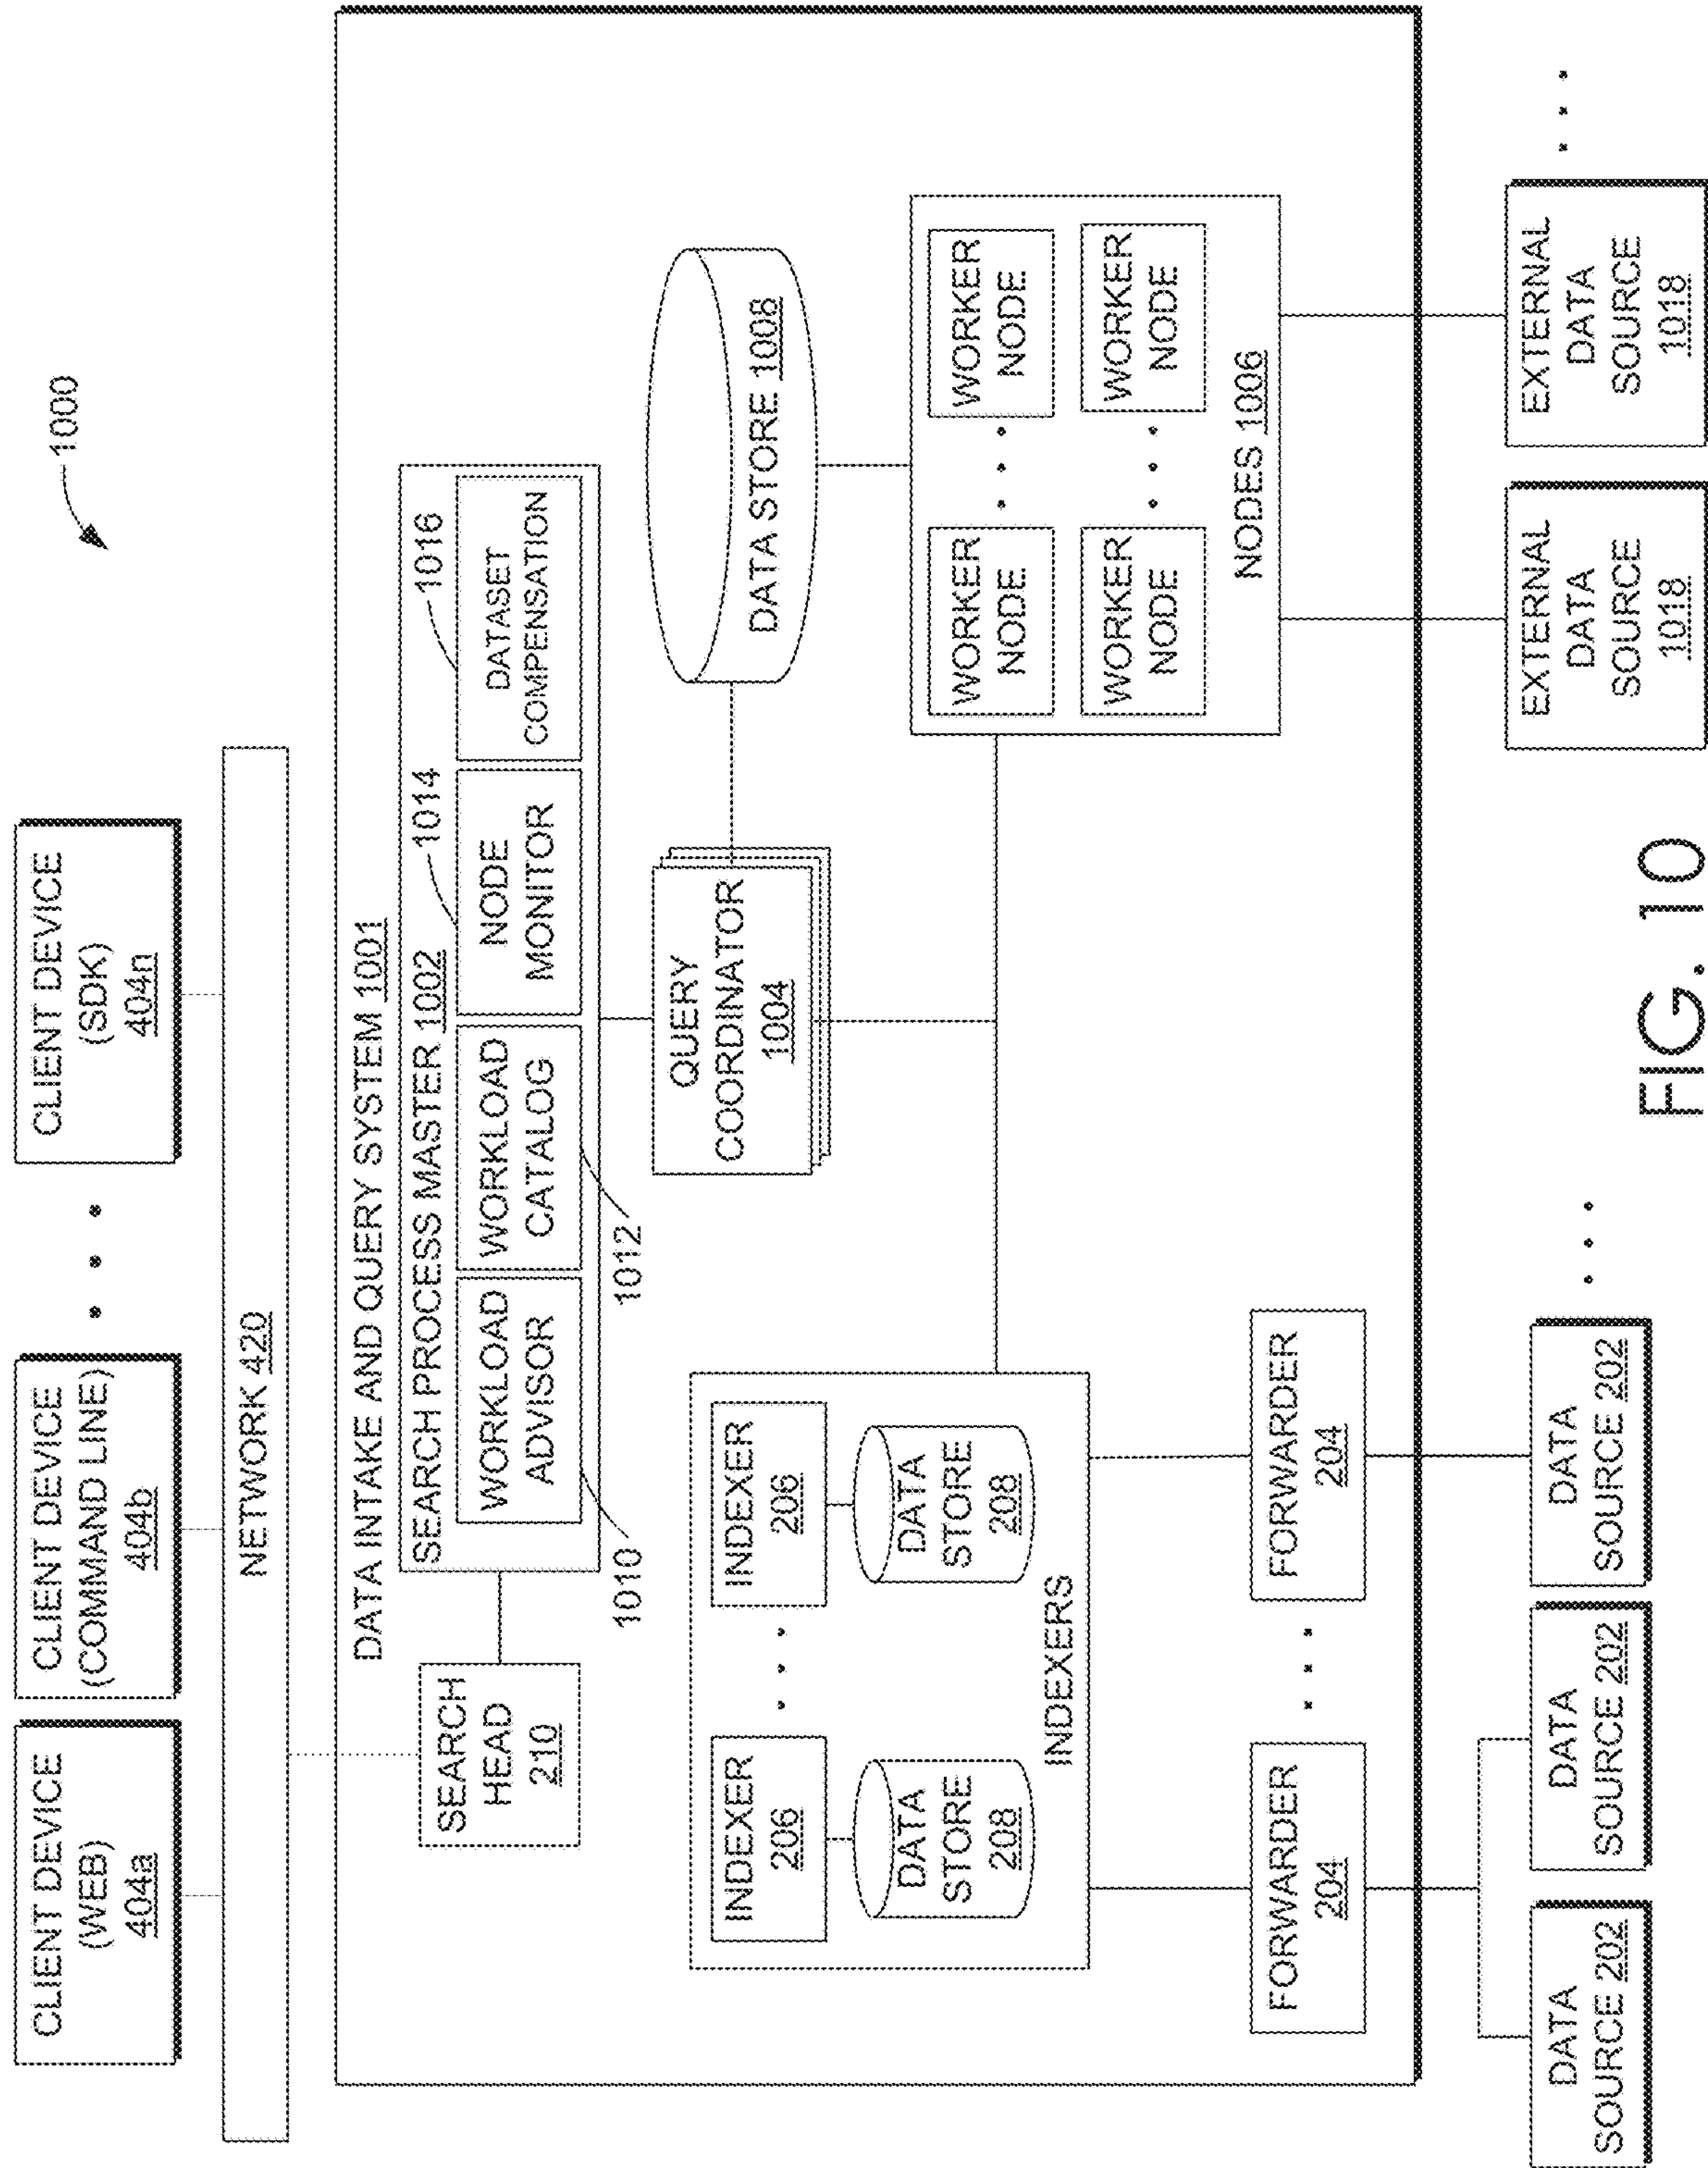 1000
CLIENT DEVICE
(WEB)
404a
CLIENT DEVICE
(COMMAND LINE)
404b
CLIENT DEVICE
(SDK)
404n
NETWORK 420
DATA INTAKE AND QUERY SYSTEM 1001
SEARCH PROCESS MASTER 1002
WORKLOAD
ADVISOR
WORKLOAD
CATALOG
NODE
MONITOR
DATASET
COMPENSATION
1010
1012
1014
1016
SEARCH
HEAD
210
QUERY
COORDINATOR
1004
DATA STORE 1008
INDEXER
206
INDEXER
206
DATA
STORE
208
DATA
STORE
208
INDEXERS
WORKER
NODE
WORKER
NODE
WORKER
NODE
WORKER
NODE
NODES 1006
FORWARDER
204
FORWARDER
204
DATA
SOURCE 202
DATA
SOURCE 202
DATA
SOURCE 202
EXTERNAL
DATA
SOURCE
1018
EXTERNAL
DATA
SOURCE
1018
FIG. 10